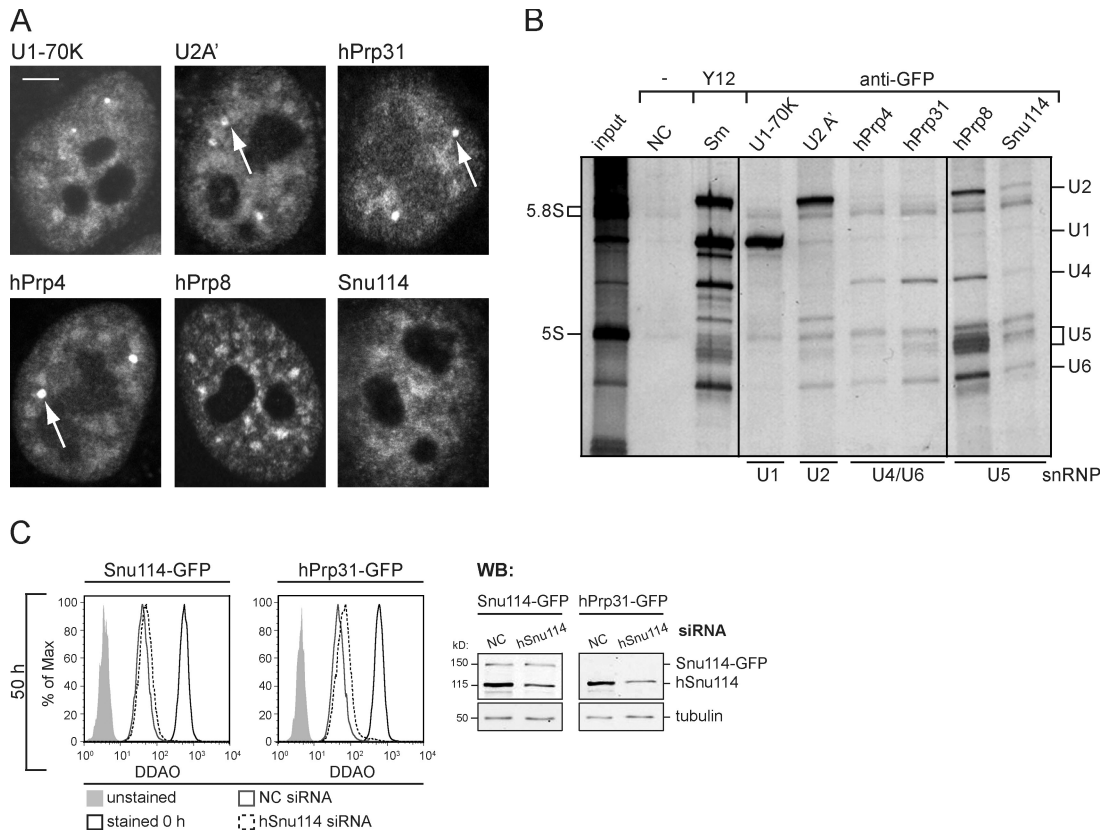 A
U1-70K
U2A'
hPrp31
hPrp4
hPrp8
Snu114
B
-
Y12
anti-GFP
input
NC
Sm
U1-70K
U2 A'
hPrp4
hPrp31
hPrp8
Snu114
5.8S
5S
U2
U1
U4
U5
U6
U1
U2
U4/U6
U5
snRNP
C
Snu114-GFP
hPrp31-GFP
50 h
% of Max
100
80
60
40
20
0
10⁰ 10¹ 10² 10³ 10⁴
DDAO
100
80
60
40
20
0
10⁰ 10¹ 10² 10³ 10⁴
DDAO
unstained
NC siRNA
stained 0 h
hSnu114 siRNA
WB:
Snu114-GFP
hPrp31-GFP
kD:
NC
hSnu114
NC
hSnu114
siRNA
150
115
50
Snu114-GFP
hSnu114
tubulin